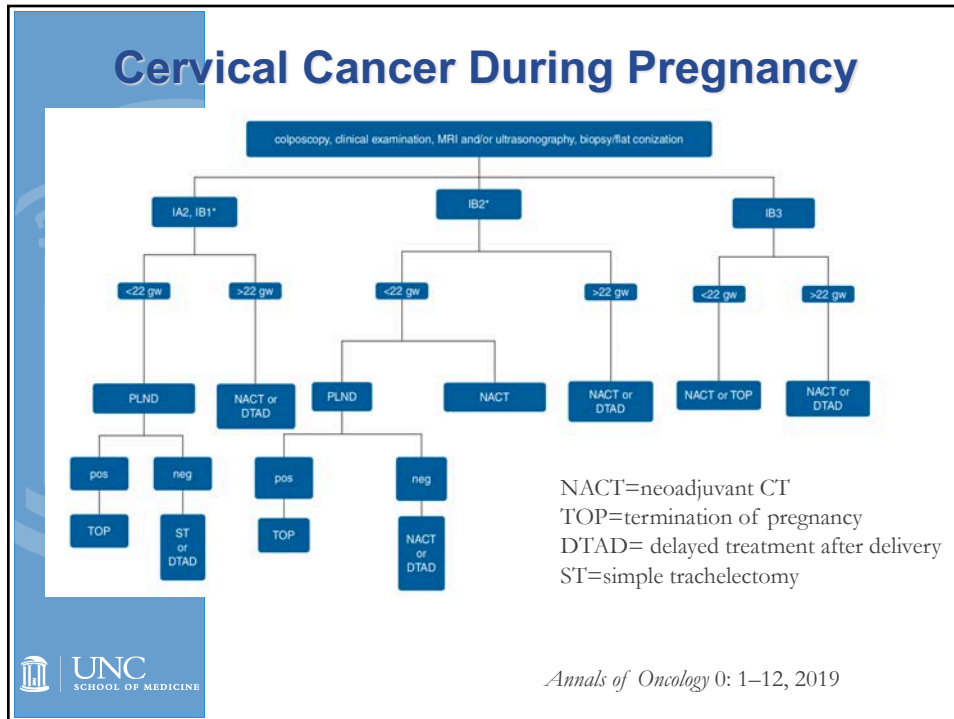 Cervical Cancer During Pregnancy
colposcopy, clinical examination, MRI and/or ultrasonography, biopsy/flat conization
IA2, IB1*
IB2*
IB3
<22 gw
>22 gw
<22 gw
>22 gw
<22 gw
>22 gw
PLND
NACT or
DTAD
PLND
NACT
NACT or
DTAD
NACT or TOP
NACT or
DTAD
pos
neg
pos
neg
TOP
ST
or
DTAD
TOP
NACT
or
DTAD
NACT=neoadjuvant CT
TOP=termination of pregnancy
DTAD= delayed treatment after delivery
ST=simple trachelectomy
UNC
SCHOOL OF MEDICINE
Annals of Oncology 0: 1–12, 2019